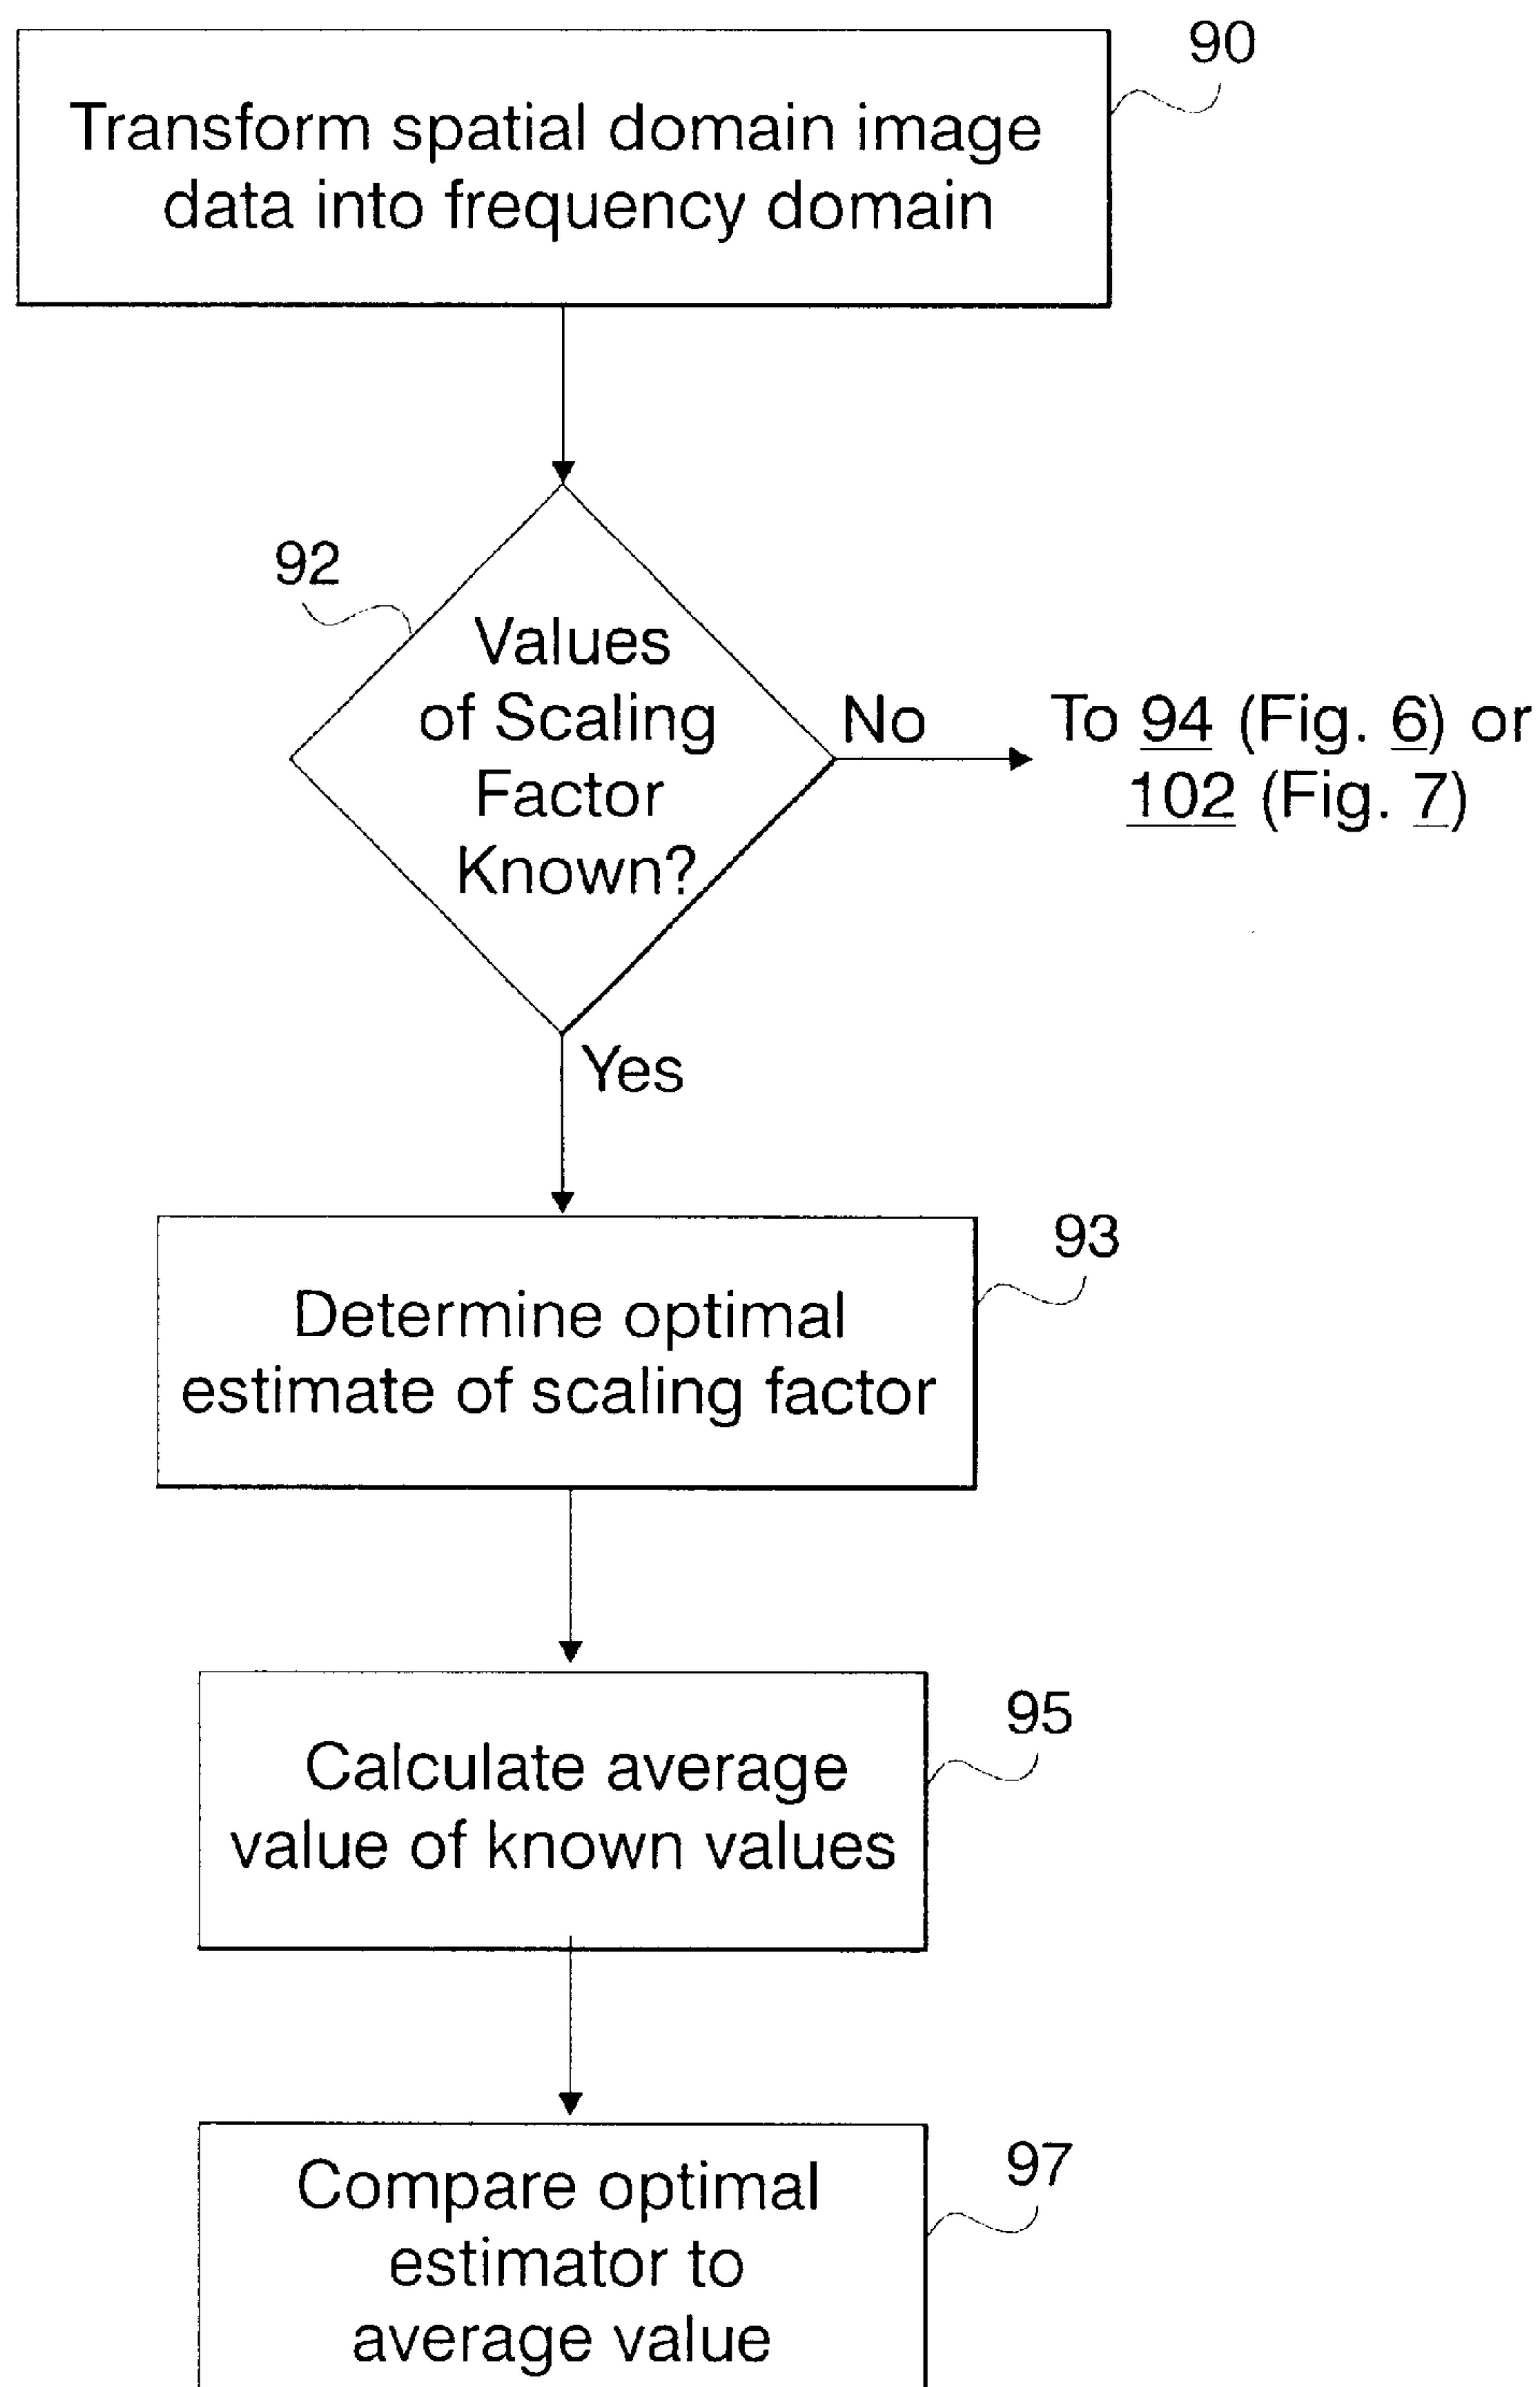 90
Transform spatial domain image
data into frequency domain
92
Values
of Scaling
Factor
Known?
No
To 94 (Fig. 6) or
102 (Fig. 7)
Yes
93
Determine optimal
estimate of scaling factor
95
Calculate average
value of known values
97
Compare optimal
estimator to
average value